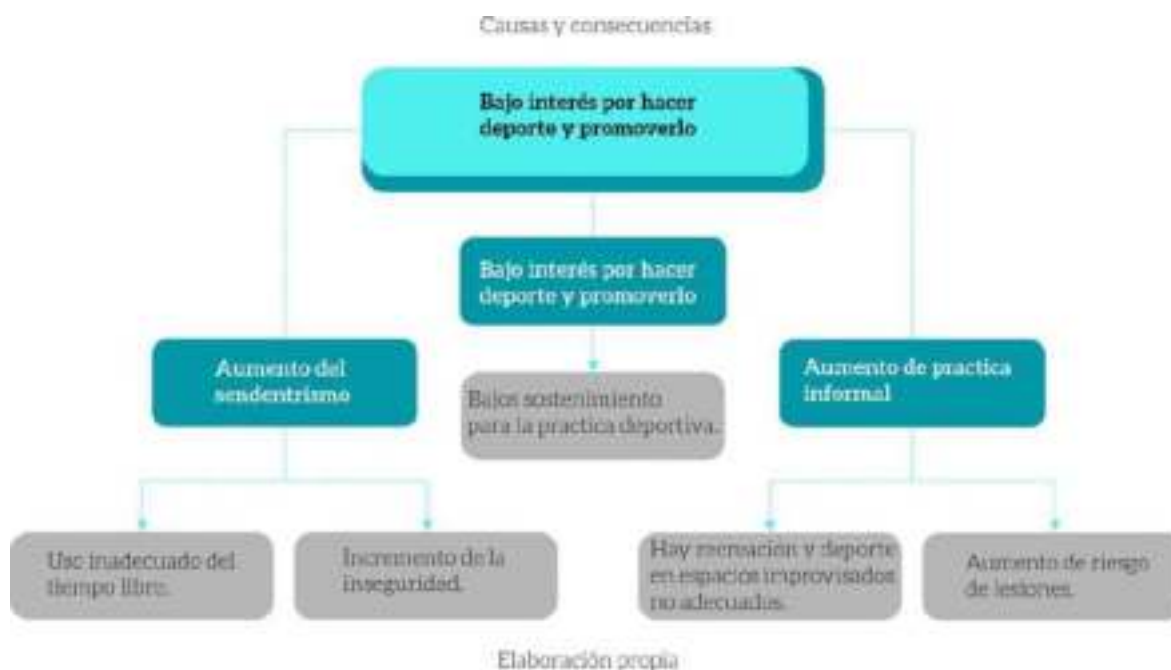 Causas y consecuencias
Bajo interés por hacer
deporte y promoverlo
Bajo interés por hacer
deporte y promoverlo
Aumento del
sendentrismo
Aumento de practica
informal
Bajos sostenimiento
para la practica deportiva.
Uso inadecuado del
tiempo libre.
Incremento de la
inseguridad.
Hay recreación y deporte
en espacios improvisados
no adecuados.
Aumento de riesgo
de lesiones.
Elaboración propia